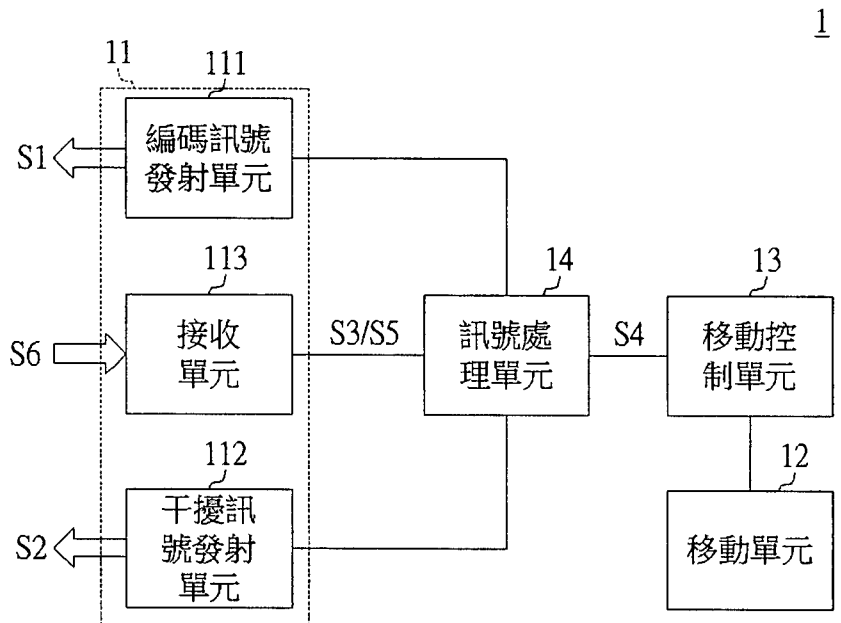 1
11
111
編碼訊號
發射單元
S1
113
接收
單元
S6
S3/S5
14
訊號處
理單元
S4
13
移動控
制單元
112
干擾訊
號發射
單元
S2
12
移動單元